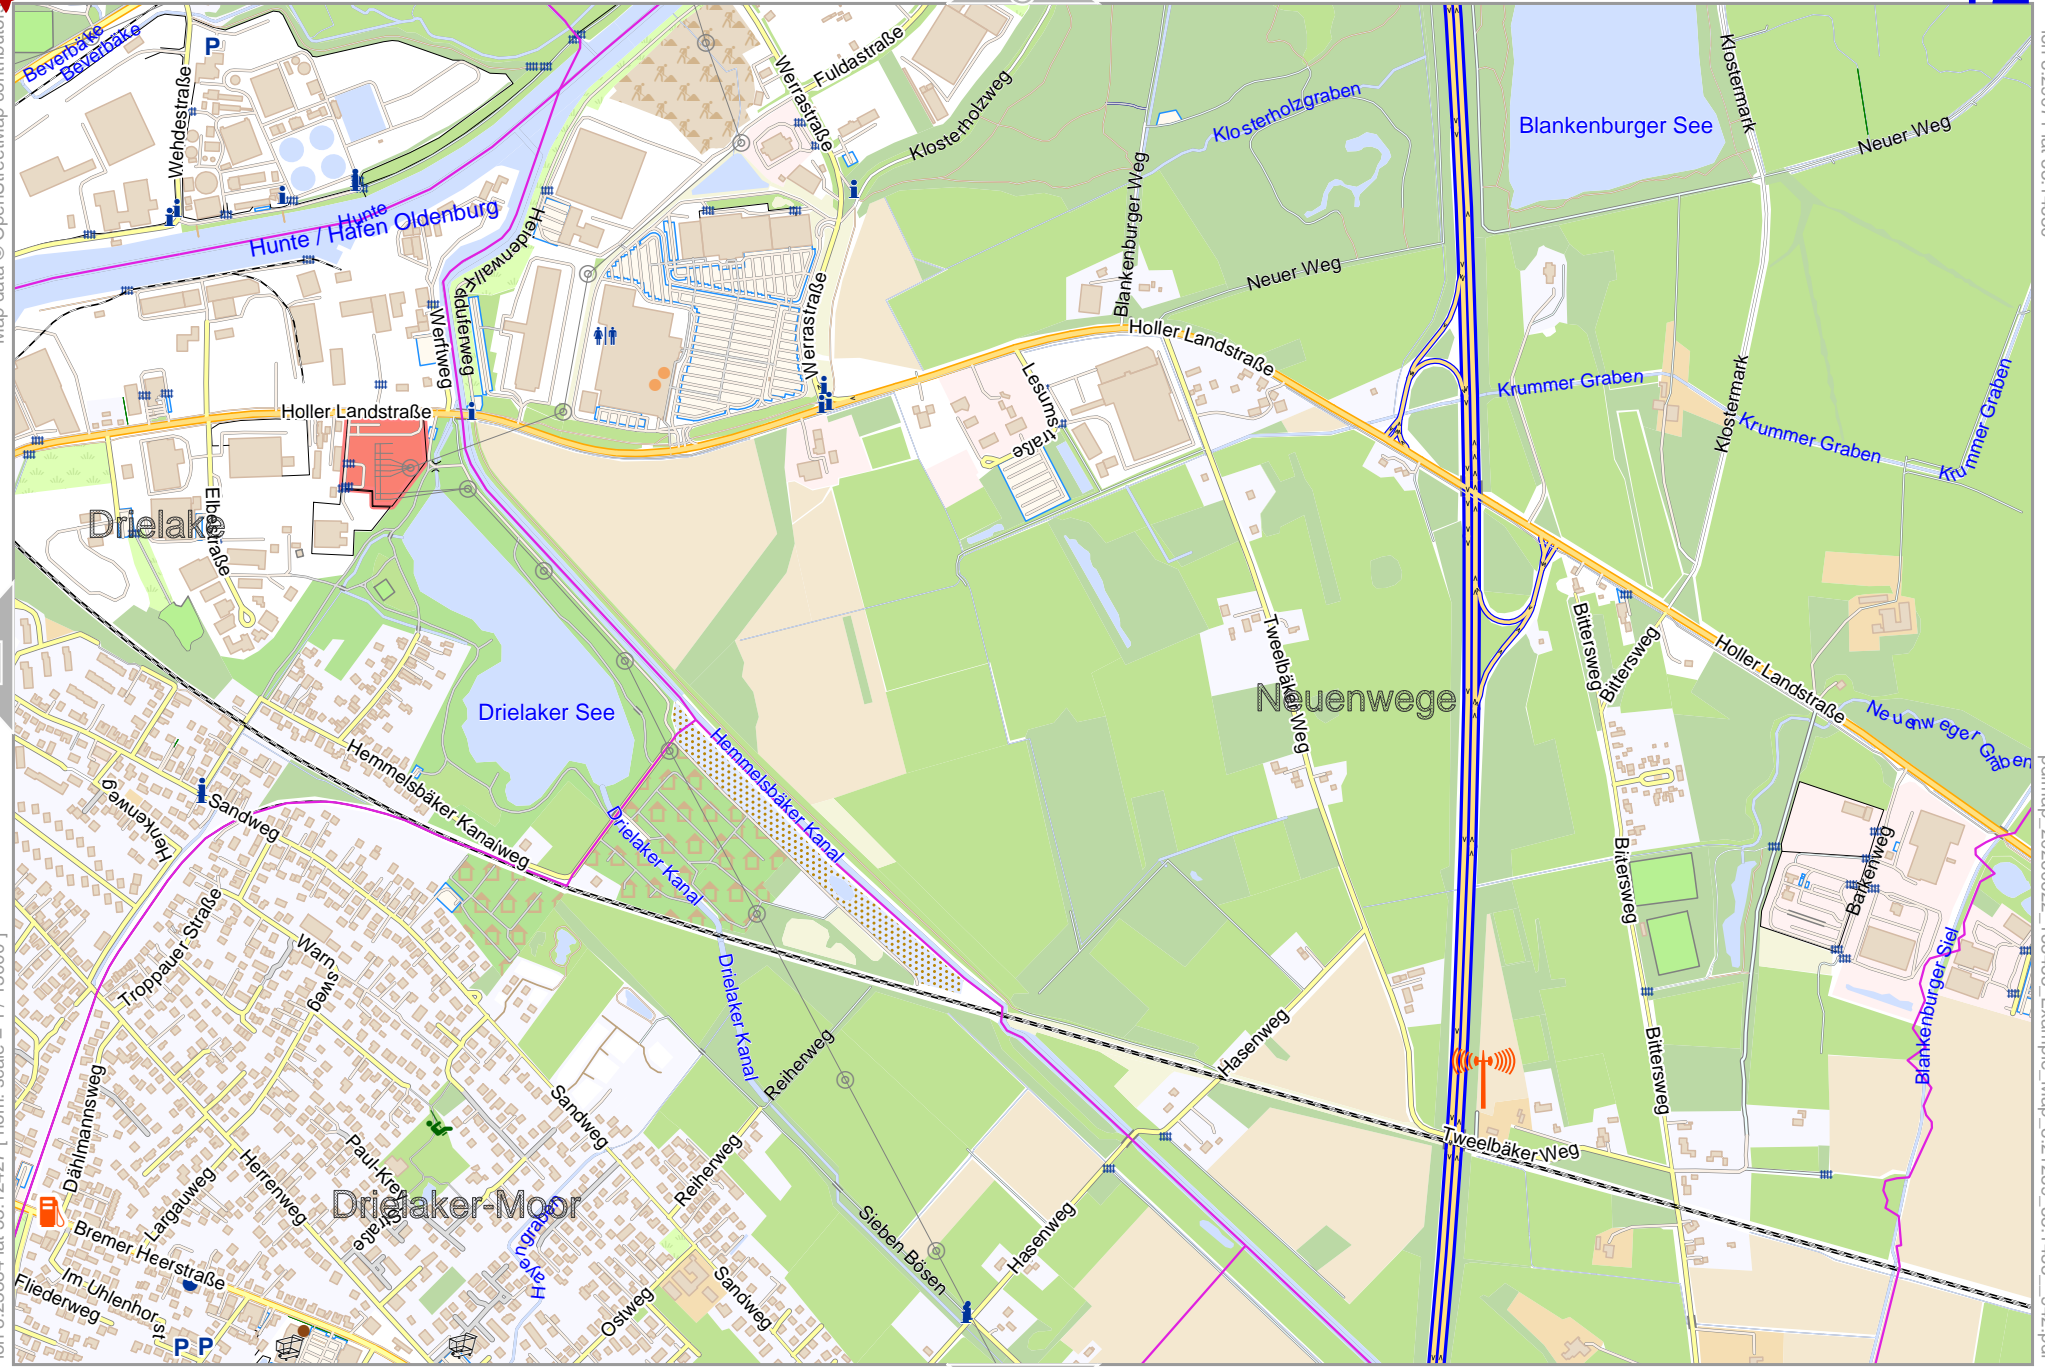 Beverbäke
Beverbäke
P
Wehdestraße
Werrastraße
Fuldastraße
Klosterholzweg
Klosterholzgraben
Blankenburger See
Klostermark
Neuer Weg
Hunte
Hunte / Hafen Oldenburg
Heidenwall
Blankenburger Weg
Neuer Weg
Werftweg
Werrastraße
Holler Landstraße
Holler Landstraße
Lesumstraße
Krummer Graben
Klostermark
Krummer Graben
Krummer Graben
Drielake
Elbestraße
Tweelbäker Weg
Neuenwege
Bittersweg
Bittersweg
Holler Landstraße
Neuenweger Graben
Drielaker See
Hemmelsbäker Kanal
Hemmelsbäker Kanalweg
Drielaker Kanal
Henkenweg
Sandweg
Bittersweg
Barkenweg
Troppauer Straße
Warnsweg
Drielaker Kanal
Blankenburger Siel
Reiherweg
Hasenweg
Sandweg
Bittersweg
Dählmannsweg
Tweelbäker Weg
Paul-Krey-Straße
Herrenweg
Largauweg
Reiherweg
Drielaker-Moor
Hayengraben
Sieben Bösen
Hasenweg
Bremer Heerstraße
Im Uhlenhorst
Fliederweg
Ostweg
Sandweg
P P